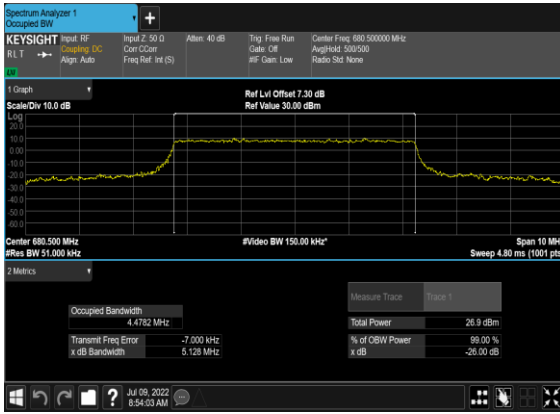 Spectrum Analyzer 1
Occupied BW
KEYSIGHT
RLT
Input: RF
Coupling: DC
Align: Auto
Input Z: 50 Ω
Corr CCorr
Freq Ref: Int (S)
Atten: 40 dB
Trig: Free Run
Gate: Off
#IF Gain: Low
Center Freq: 680.500000 MHz
Avg|Hold: 500/500
Radio Std: None
1 Graph
Scale/Div 10.0 dB
Ref Lvl Offset 7.30 dB
Ref Value 30.00 dBm
Log
20.0
10.0
0.00
-10.0
-20.0
-30.0
-40.0
-50.0
-60.0
Center 680.500 MHz
#Res BW 51.000 kHz
#Video BW 150.00 kHz*
Span 10 MH
Sweep 4.80 ms (1001 pts
2 Metrics
Measure Trace Trace 1
Occupied Bandwidth
4.4782 MHz
Total Power 26.9 dBm
Transmit Freq Error -7.000 kHz
% of OBW Power 99.00 %
x dB Bandwidth 5.128 MHz
x dB -26.00 dB
?
Jul 09, 2022
8:54:03 AM